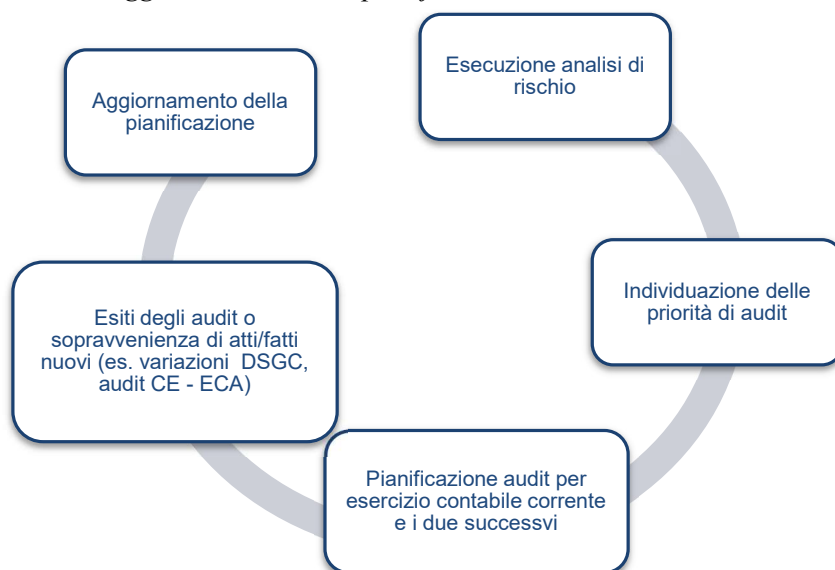 Esecuzione analisi di
rischio
Individuazione delle
priorità di audit
Pianificazione audit per
esercizio contabile corrente
e i due successvi
Esiti degli audit o
sopravvenienza di atti/fatti
nuovi (es. variazioni DSGC,
audit CE - ECA)
Aggiornamento della
pianificazione